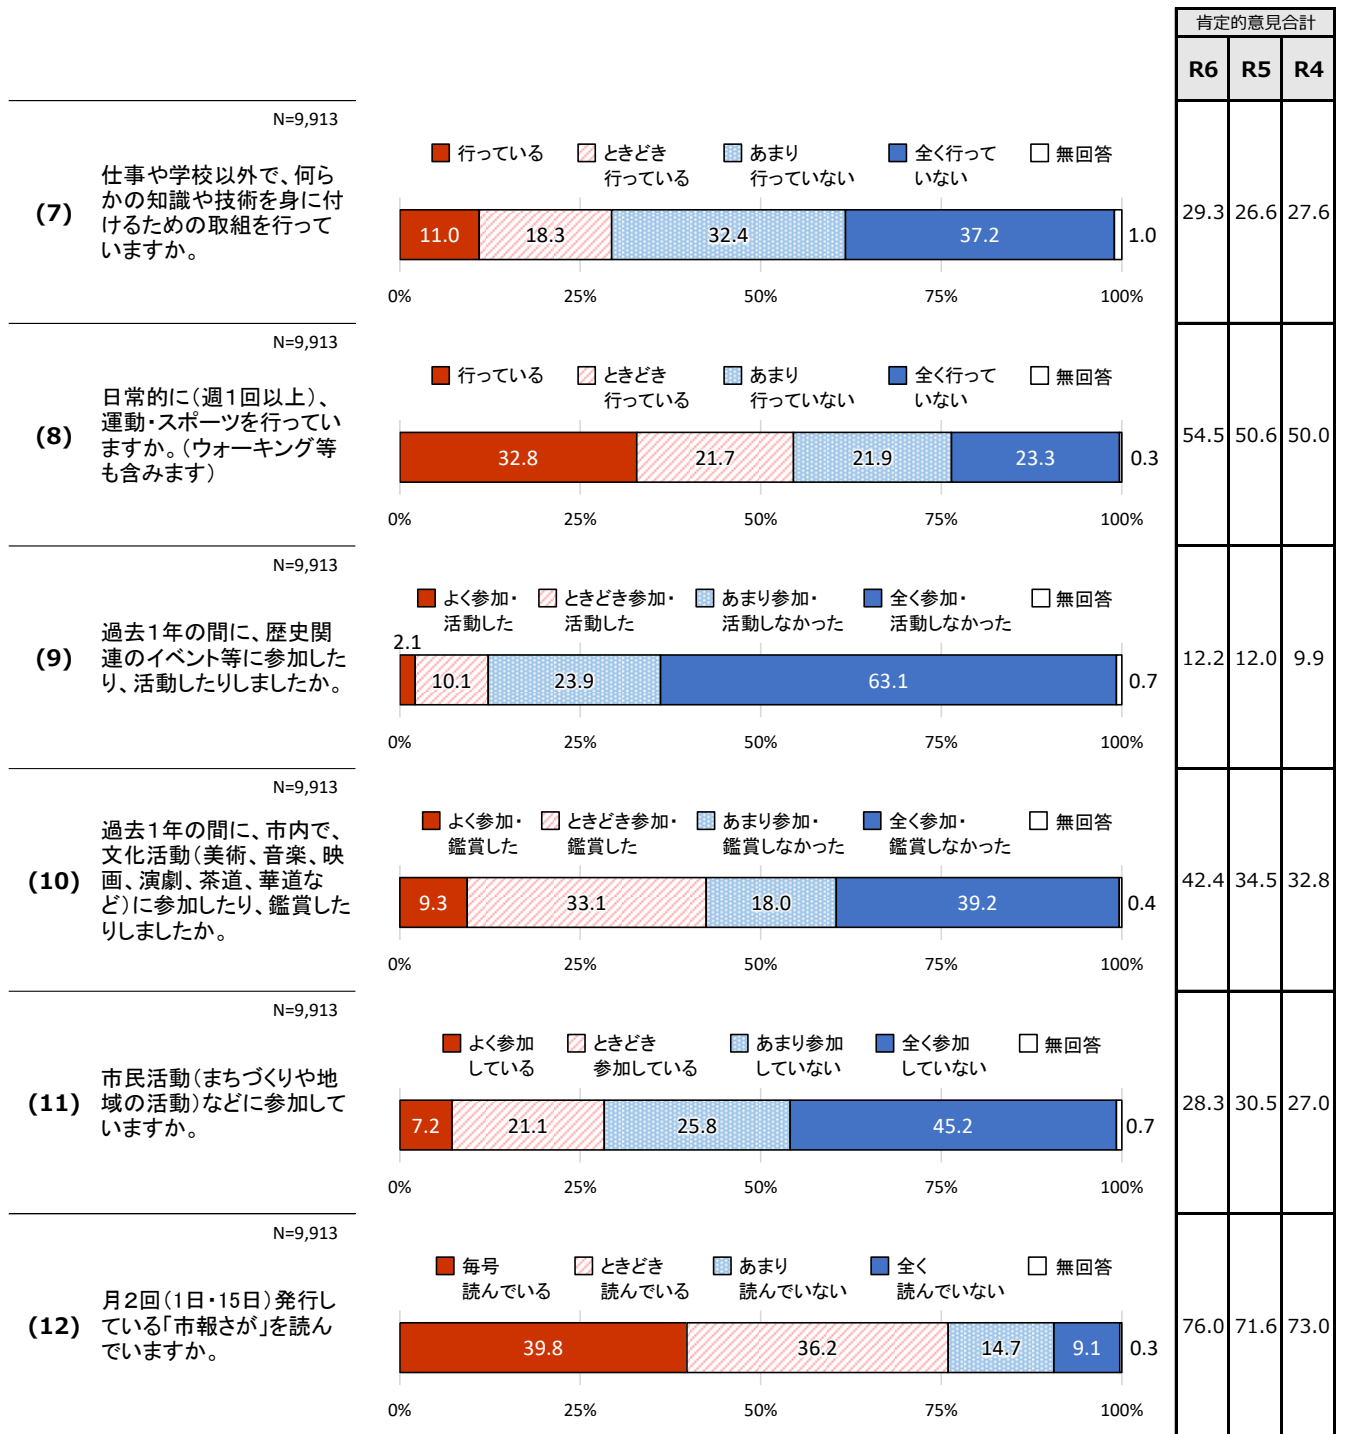 肯定的意見合計
R6 R5 R4
N=9,913
(7)
仕事や学校以外で、何ら
かの知識や技術を身に付
けるための取組を行って
いますか。
行っている ときどき 行っている あまり 行っていない 全く行って いない 無回答
11.0 18.3 32.4 37.2 1.0
0% 25% 50% 75% 100%
29.3 26.6 27.6
N=9,913
(8)
日常的に(週1回以上)、
運動・スポーツを行ってい
ますか。(ウォーキング等
も含みます)
行っている ときどき 行っている あまり 行っていない 全く行って いない 無回答
32.8 21.7 21.9 23.3 0.3
0% 25% 50% 75% 100%
54.5 50.6 50.0
N=9,913
(9)
過去1年の間に、歴史関
連のイベント等に参加した
り、活動したりしましたか。
よく参加・ 活動した ときどき参加・ 活動した あまり参加・ 活動しなかった 全く参加・ 活動しなかった 無回答
2.1 10.1 23.9 63.1 0.7
0% 25% 50% 75% 100%
12.2 12.0 9.9
N=9,913
(10)
過去1年の間に、市内で、
文化活動(美術、音楽、映
画、演劇、茶道、華道な
ど)に参加したり、鑑賞した
りしましたか。
よく参加・ 鑑賞した ときどき参加・ 鑑賞した あまり参加・ 鑑賞しなかった 全く参加・ 鑑賞しなかった 無回答
9.3 33.1 18.0 39.2 0.4
0% 25% 50% 75% 100%
42.4 34.5 32.8
N=9,913
(11)
市民活動(まちづくりや地
域の活動)などに参加して
いますか。
よく参加 している ときどき 参加している あまり参加 していない 全く参加 していない 無回答
7.2 21.1 25.8 45.2 0.7
0% 25% 50% 75% 100%
28.3 30.5 27.0
N=9,913
(12)
月2回(1日・15日)発行し
ている「市報さが」を読ん
でいますか。
毎号 読んでいる ときどき 読んでいる あまり 読んでいない 全く 読んでいない 無回答
39.8 36.2 14.7 9.1 0.3
0% 25% 50% 75% 100%
76.0 71.6 73.0